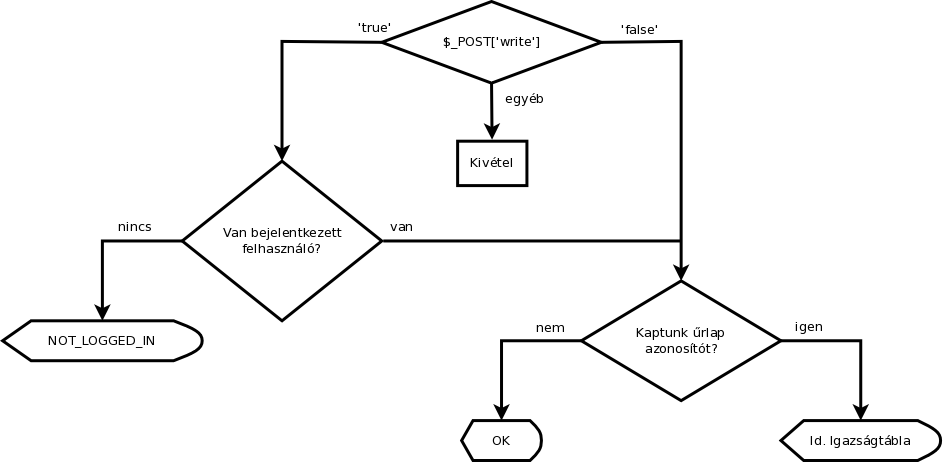 'true'
$_POST['write']
'false'
egyéb
Kivétel
nincs
Van bejelentkezett
felhasználó?
van
NOT_LOGGED_IN
nem
Kaptunk űrlap
azonosítót?
igen
OK
ld. Igazságtábla